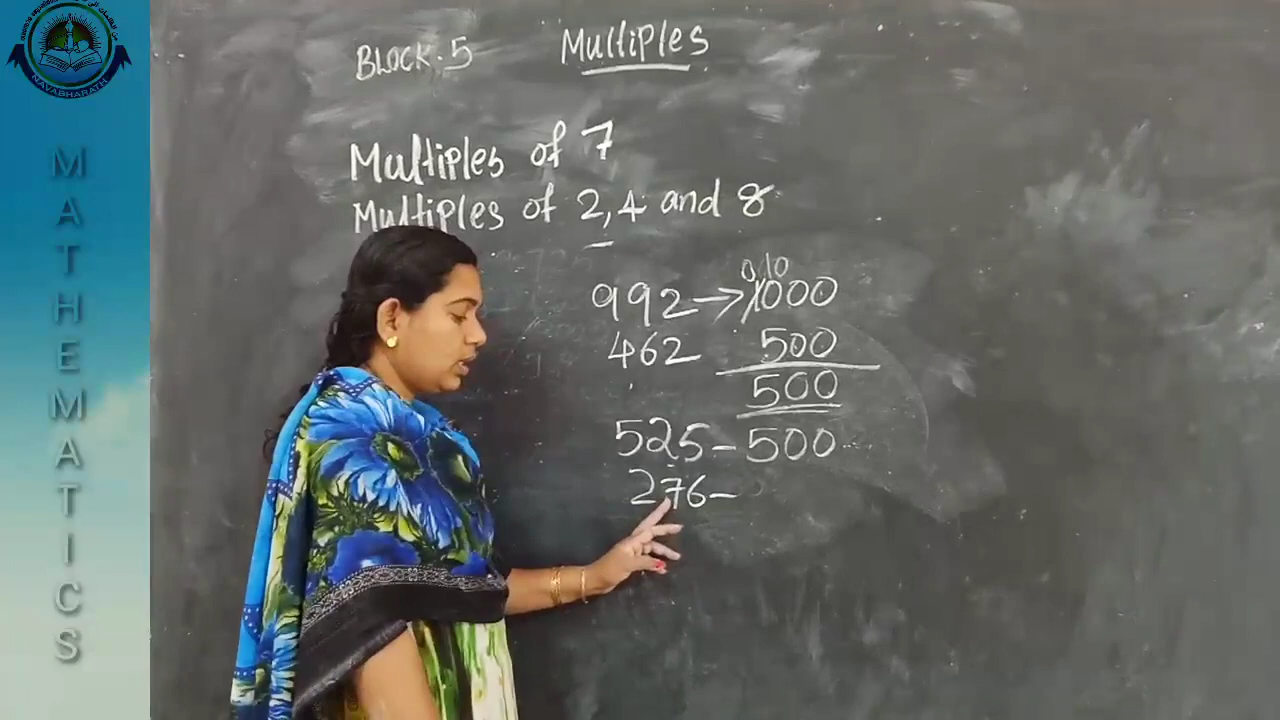 NAVABHARATH
MATHEMATICS
BLOCK.5
Multiples
Multiples of 7
Multiples of 2,4 and 8
0 10
992→1000
462 500
500
525-500
276-